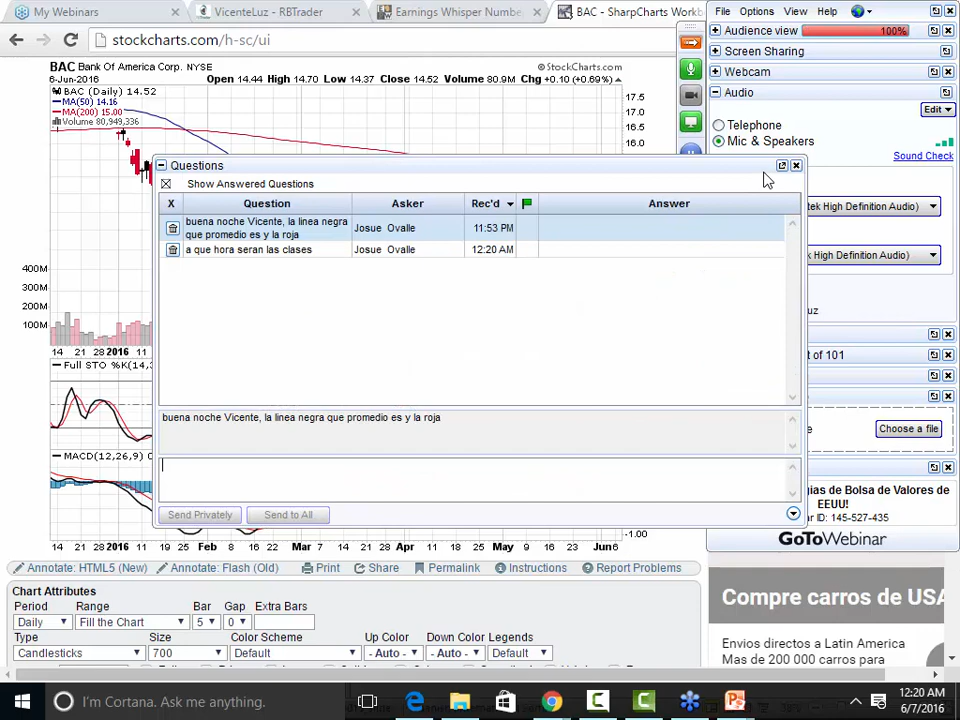 My Webinars
VicenteLuz - RBTrader
Earnings Whisper Numbe
BAC - SharpCharts Workb
File Options View Help
stockcharts.com/h-sc/ui
Audience view 100%
Screen Sharing
Webcam
Audio
Edit
Telephone
Mic & Speakers
Sound Check
BAC Bank Of America Corp. NYSE
© StockCharts.com
6-Jun-2016 Open 14.44 High 14.70 Low 14.37 Close 14.52 Volume 80.9M Chg +0.10 (+0.69%)
BAC (Daily) 14.52
MA(50) 14.16
MA(200) 15.00
Volume 80,949,336
17.5
17.0
16.5
16.0
Questions
Show Answered Questions
X Question Asker Rec'd Answer
buena noche Vicente, la linea negra
que promedio es y la roja
Josue Ovalle 11:53 PM
a que hora seran las clases Josue Ovalle 12:20 AM
tek High Definition Audio)
k High Definition Audio)
uz
t of 101
Choose a file
400M
300M
200M
100M
14 21 28 2016 11
Full STO %K(14,3
buena noche Vicente, la linea negra que promedio es y la roja
MACD(12,26,9) 0
Send Privately Send to All
gias de Bolsa de Valores de
EEUU!
ar ID: 145-527-435
GoToWebinar
-1.00
14 21 28 2016 11 19 25 Feb 8 16 22 Mar 7 14 21 28 Apr 11 18 25 May 9 16 23 Jun 6
Annotate: HTML5 (New) Annotate: Flash (Old) Print Share Permalink Instructions Report Problems
Chart Attributes
Period Range Bar Gap Extra Bars
Daily Fill the Chart 5 0
Type Size Color Scheme Up Color Down Color Legends
Candlesticks 700 Default - Auto - - Auto - Default
Compre carros de USA
Envios directos a Latin America
Mas de 200 000 carros para
I'm Cortana. Ask me anything.
12:20 AM
6/7/2016